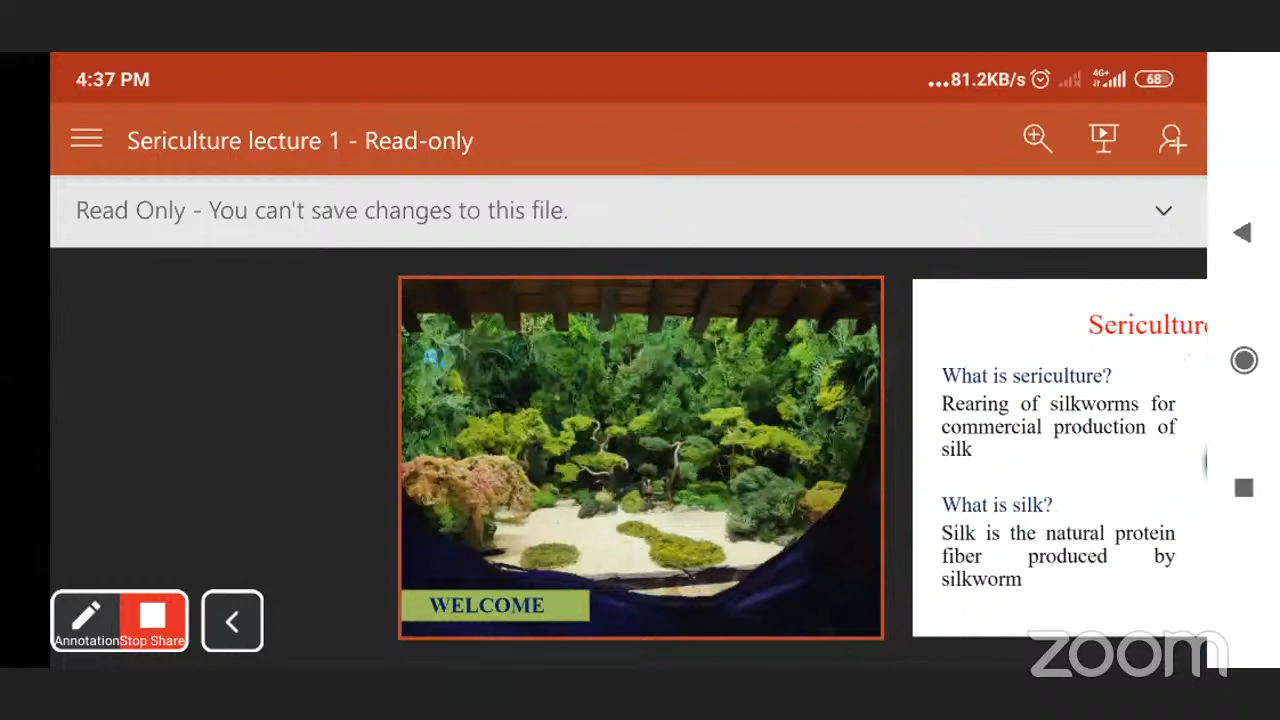 4:37 PM
...81.2KB/s
4G+
68
Sericulture lecture 1 - Read-only
Read Only - You can't save changes to this file.
WELCOME
Sericulture
What is sericulture?
Rearing of silkworms for
commercial production of
silk
What is silk?
Silk is the natural protein
fiber produced by
silkworm
Annotation
Stop Share
zoom